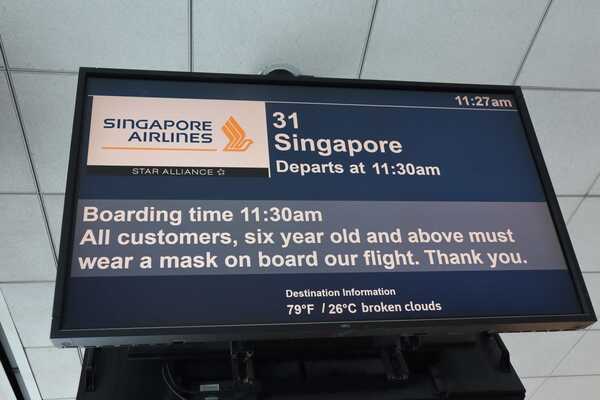 11:27am
SINGAPORE
AIRLINES
STAR ALLIANCE
31
Singapore
Departs at 11:30am
Boarding time 11:30am
All customers, six year old and above must
wear a mask on board our flight. Thank you.
Destination Information
79°F / 26°C broken clouds